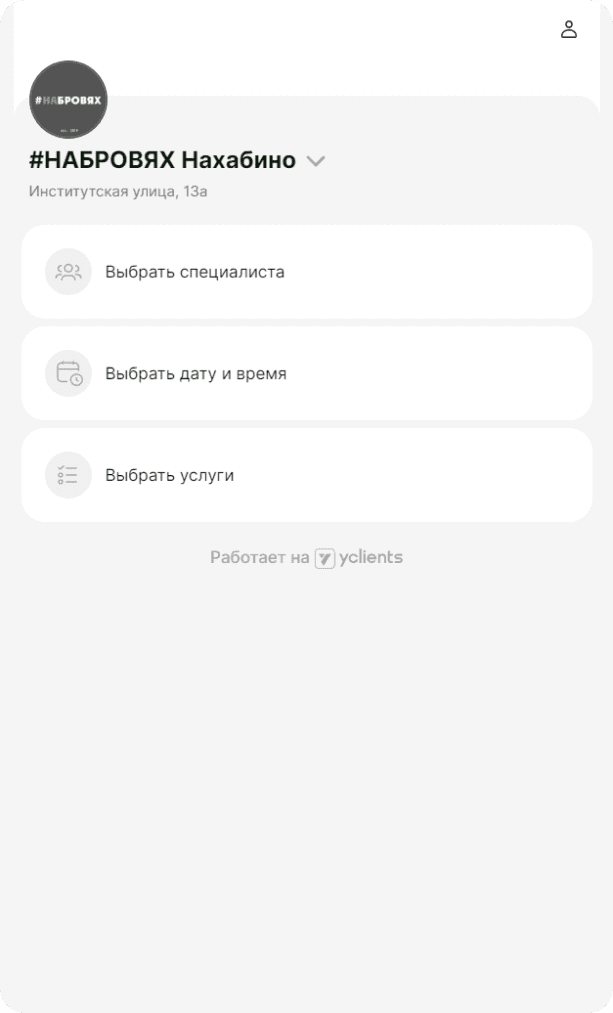 #НАБРОВЯХ
#НАБРОВЯХ Нахабино
Институтская улица, 13а
Выбрать специалиста
Выбрать дату и время
Выбрать услуги
Работает на yclients